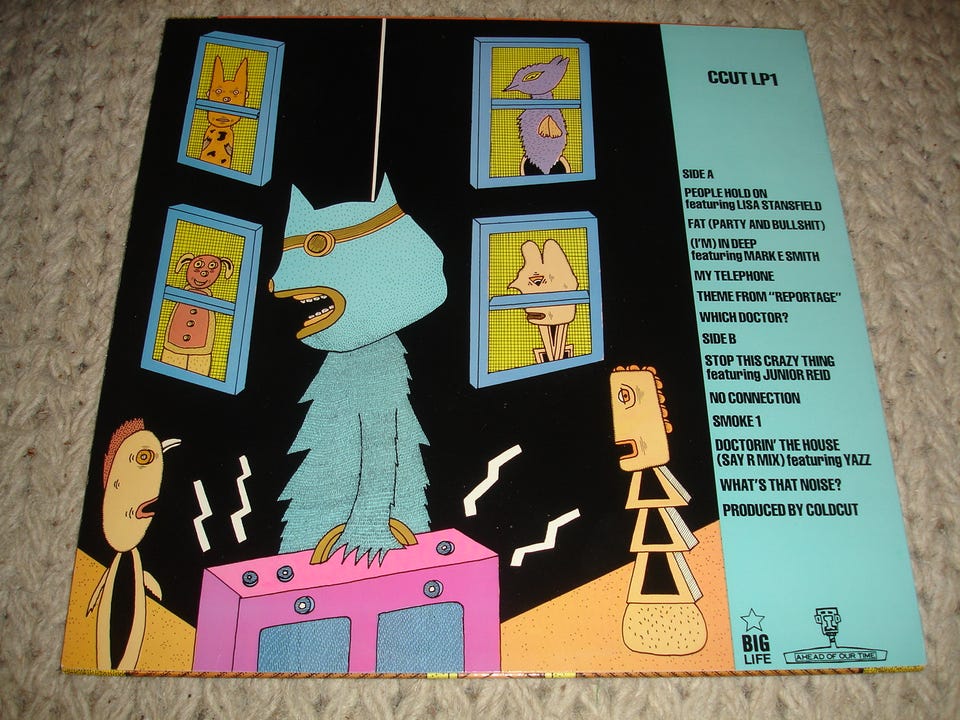 CCUT LP1
SIDE A
PEOPLE HOLD ON
featuring LISA STANSFIELD
FAT (PARTY AND BULLSHIT)
(I'M) IN DEEP
featuring MARK E SMITH
MY TELEPHONE
THEME FROM "REPORTAGE"
WHICH DOCTOR?
SIDE B
STOP THIS CRAZY THING
featuring JUNIOR REID
NO CONNECTION
SMOKE 1
DOCTORIN' THE HOUSE
(SAY R MIX) featuring YAZZ
WHAT'S THAT NOISE?
PRODUCED BY COLDCUT
BIG
LIFE
AHEAD OF OUR TIME